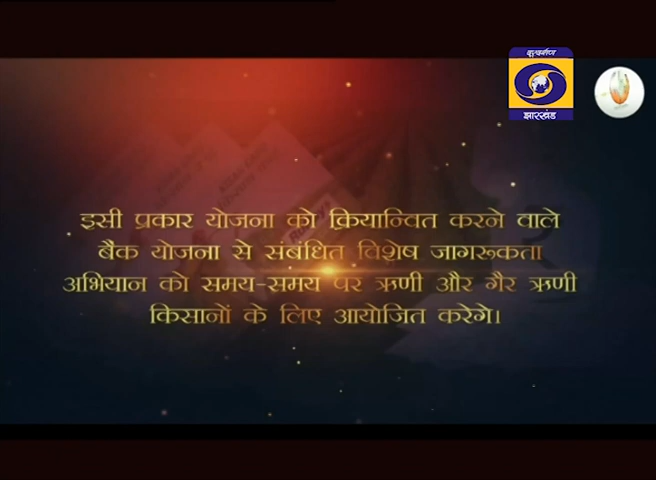 दूरदर्शन
झारखंड
इसी प्रकार योजना को क्रियान्वित करने वाले
बैंक योजना से संबंधित विशेष जागरूकता
अभियान को समय-समय पर ऋणी और गैर ऋणी
किसानों के लिए आयोजित करेगे।